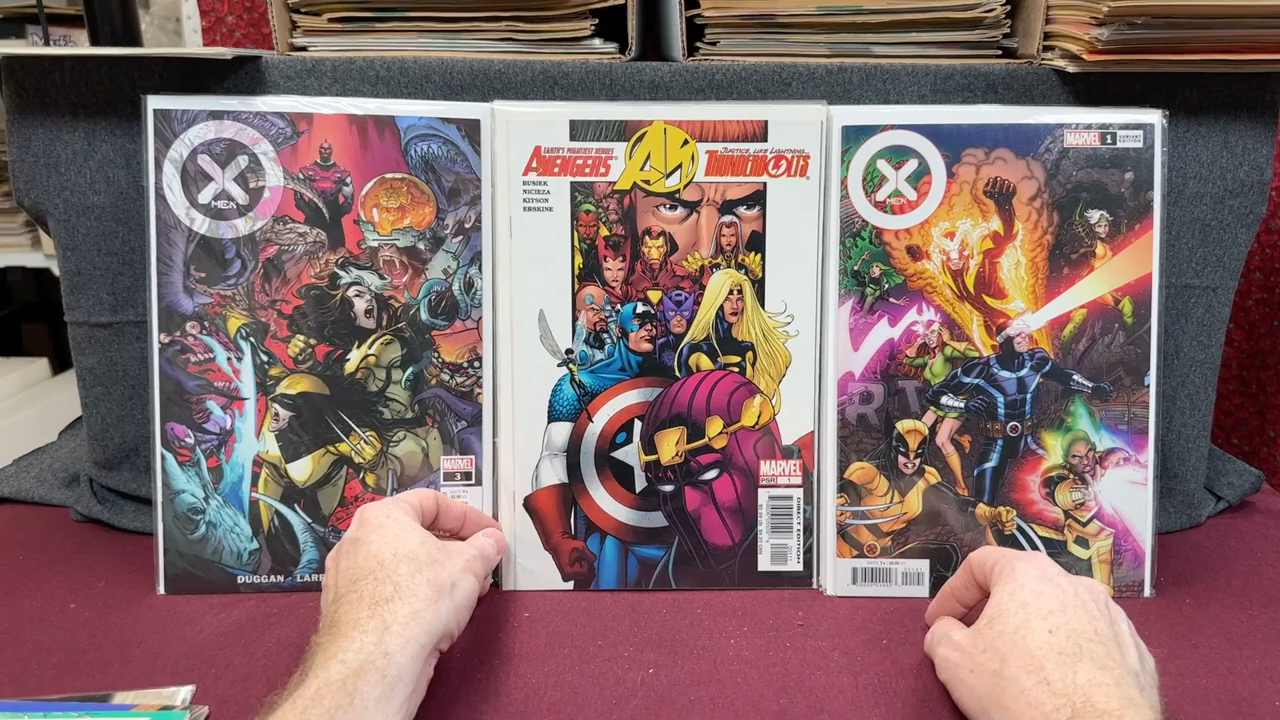 X
MEN
MARVEL
3
DUGGAN · LARR
EARTH'S MIGHTIEST HEROES
AVENGERS
JUSTICE, LIKE LIGHTNING...
THUNDERBOLTS
BUSIEK
NICIEZA
KITSON
ERSKINE
MARVEL
PSR 1
DIRECT EDITION
X
MEN
MARVEL 1 VARIANT EDITION